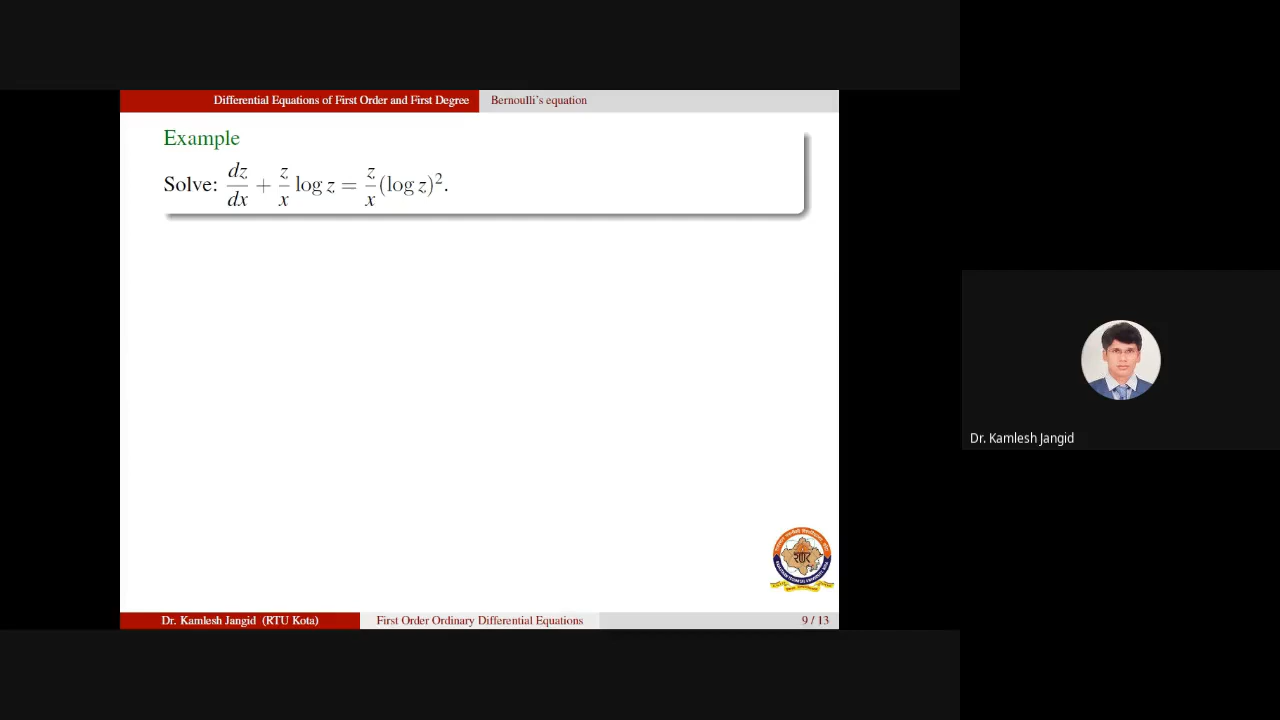 Differential Equations of First Order and First Degree Bernoulli's equation
Example
Solve: dz/dx + z/x log z = z/x (log z)².
Dr. Kamlesh Jangid
शार
Dr. Kamlesh Jangid (RTU Kota) First Order Ordinary Differential Equations 9 / 13